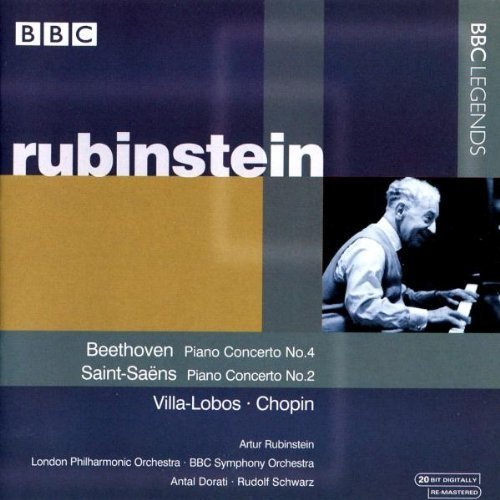 BBC
BBC LEGENDS
rubinstein
Beethoven Piano Concerto No.4
Saint-Saëns Piano Concerto No.2
Villa-Lobos · Chopin
Artur Rubinstein
London Philharmonic Orchestra · BBC Symphony Orchestra
Antal Dorati · Rudolf Schwarz
20 BIT DIGITALLY
RE-MASTERED